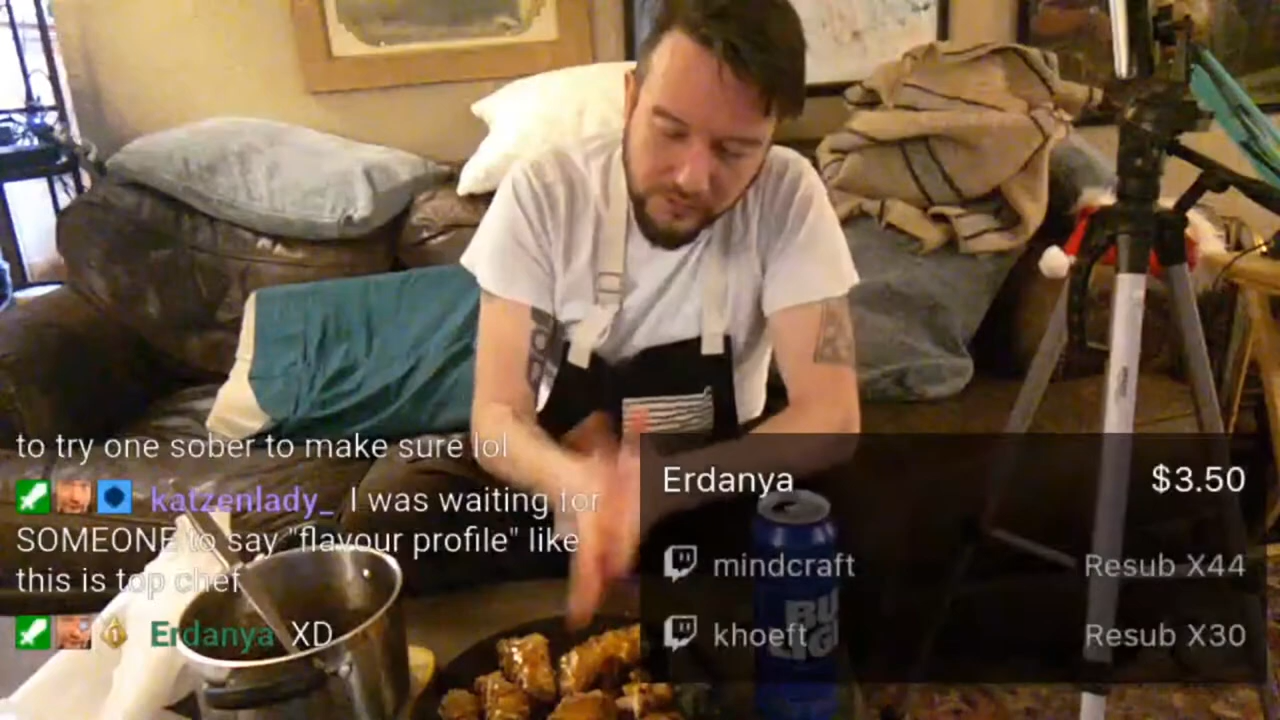 to try one sober to make sure lol
katzenlady_ I was waiting for
SOMEONE to say "flavour profile" like
this is top chef
Erdanya XD
Erdanya $3.50
mindcraft Resub X44
khoeft Resub X30
BUD
LIGHT